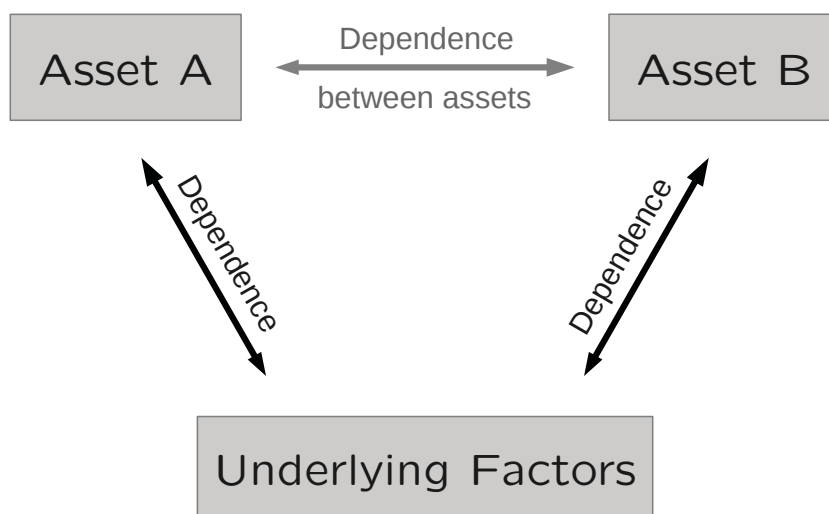 Asset A
Dependence
between assets
Asset B
Dependence
Dependence
Underlying Factors